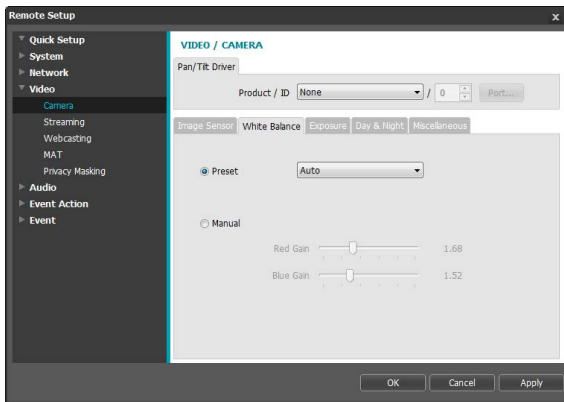 Remote Setup x
Quick Setup
System
Network
Video
Camera
Streaming
Webcasting
MAT
Privacy Masking
Audio
Event Action
Event
VIDEO / CAMERA
Pan/Tilt Driver
Product / ID None / 0 Port...
Image Sensor White Balance Exposure Day & Night Miscellaneous
Preset Auto
Manual
Red Gain 1.68
Blue Gain 1.52
OK Cancel Apply